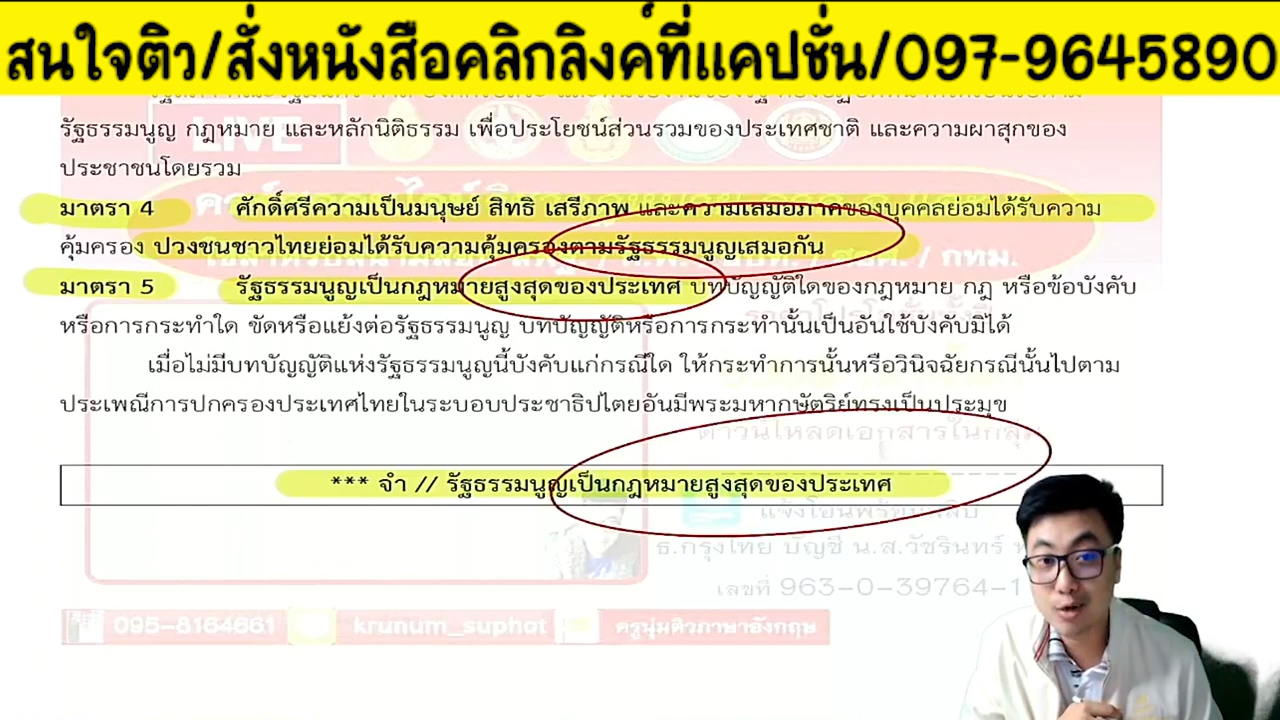 สนใจติว/สั่งหนังสือคลิกลิงค์ที่แคปชั่น/097-9645890
รัฐธรรมนูญ กฎหมาย และหลักนิติธรรม เพื่อประโยชน์ส่วนรวมของประเทศชาติ และความผาสุกของ
ประชาชนโดยรวม
LIVE
มาตรา 4 ศักดิ์ศรีความเป็นมนุษย์ สิทธิ เสรีภาพ และความเสมอภาคของบุคคลย่อมได้รับความ
คุ้มครอง ปวงชนชาวไทยย่อมได้รับความคุ้มครองตามรัฐธรรมนูญเสมอกัน
/ กทม.
มาตรา 5 รัฐธรรมนูญเป็นกฎหมายสูงสุดของประเทศ บทบัญญัติใดของกฎหมาย กฎ หรือข้อบังคับ
หรือการกระทำใด ขัดหรือแย้งต่อรัฐธรรมนูญ บทบัญญัติหรือการกระทำนั้นเป็นอันใช้บังคับมิได้
เมื่อไม่มีบทบัญญัติแห่งรัฐธรรมนูญนี้บังคับแก่กรณีใด ให้กระทำการนั้นหรือวินิจฉัยกรณีนั้นไปตาม
ประเพณีการปกครองประเทศไทยในระบอบประชาธิปไตยอันมีพระมหากษัตริย์ทรงเป็นประมุข
ดาวน์โหลดเอกสารในกลุ่ม
*** จำ // รัฐธรรมนูญเป็นกฎหมายสูงสุดของประเทศ
ธ.กรุงไทย บัญชี น.ส.วัชรินทร์
เลขที่ 963-0-39764-1
095-8164661 krunum_suphot ครูนุ่มติวภาษาอังกฤษ